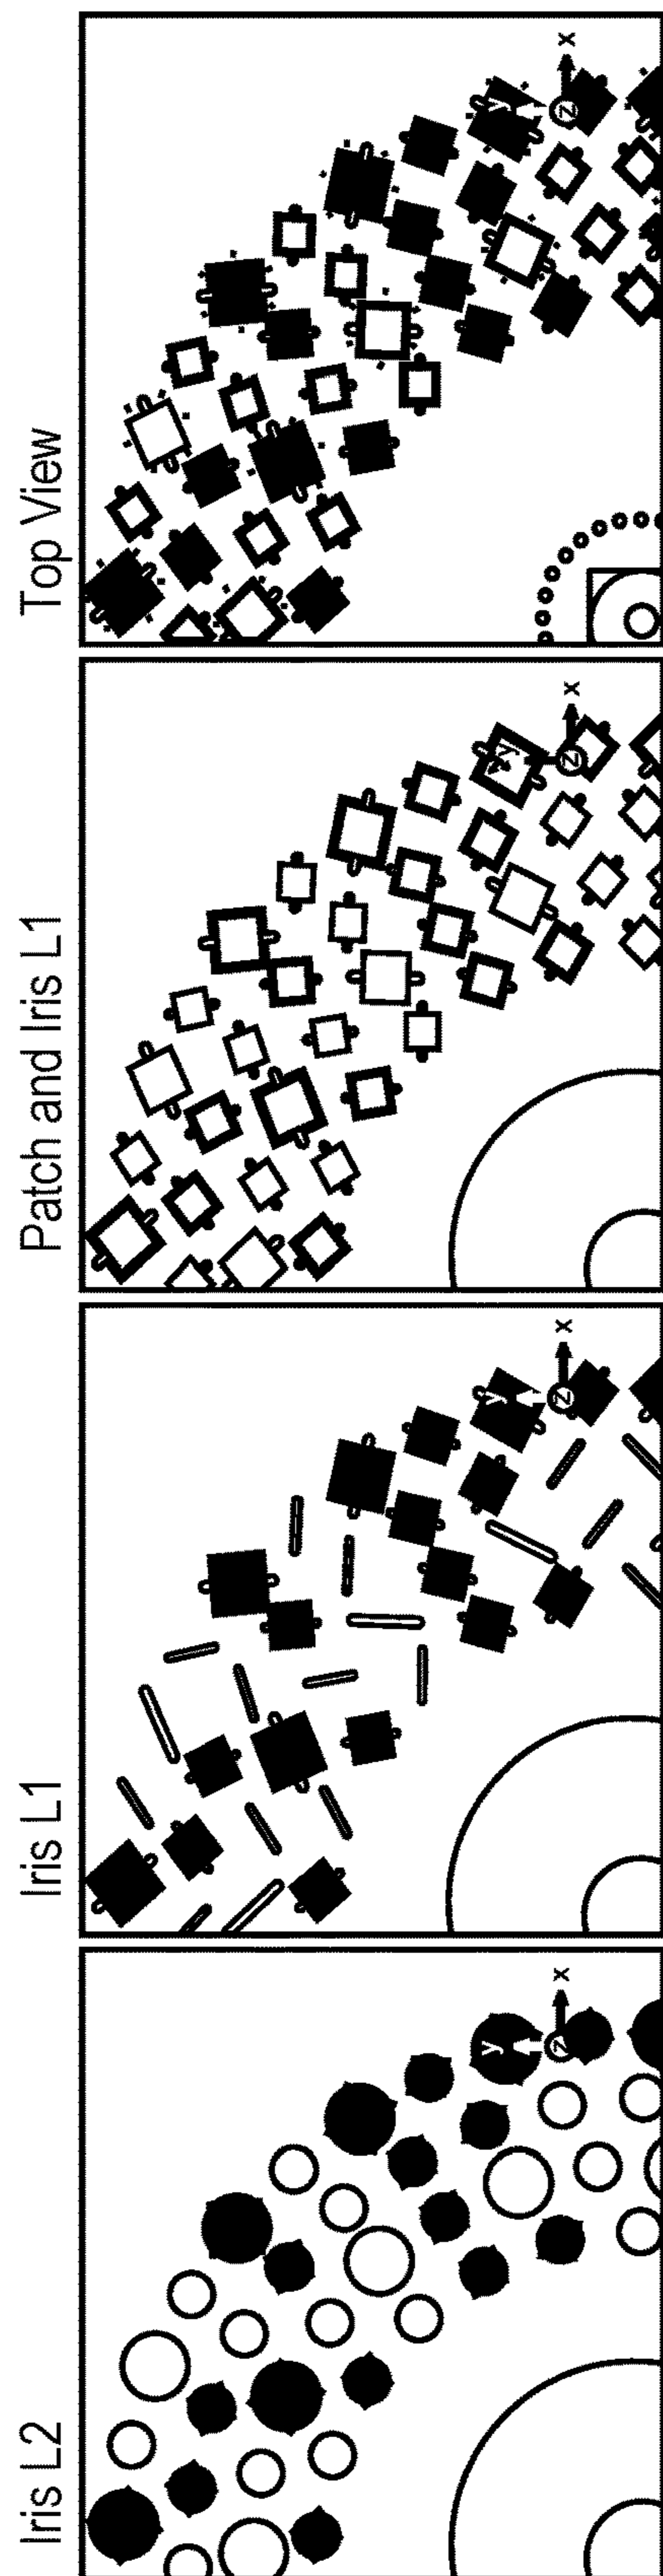 Top View
y
z
x
Patch and Iris L1
y
z
x
Iris L1
y
z
x
Iris L2
y
z
x